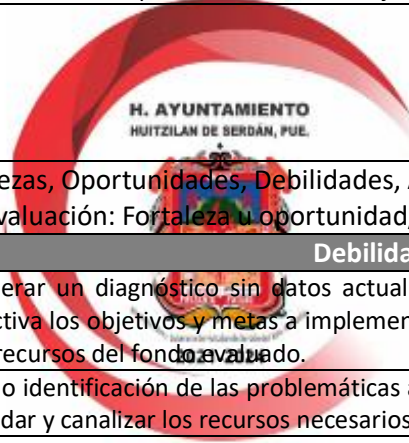 H. AYUNTAMIENTO
HUITZILAN DE SERDÁN, PUE.
ezas, Oportunidades, Debilidades,
valuación: Fortaleza u oportunidad,
Debilida
erar un diagnóstico sin datos actual
ctiva los objetivos y metas a implemen
recursos del fondo evaluado.
o identificación de las problemáticas a
dar y canalizar los recursos necesarios